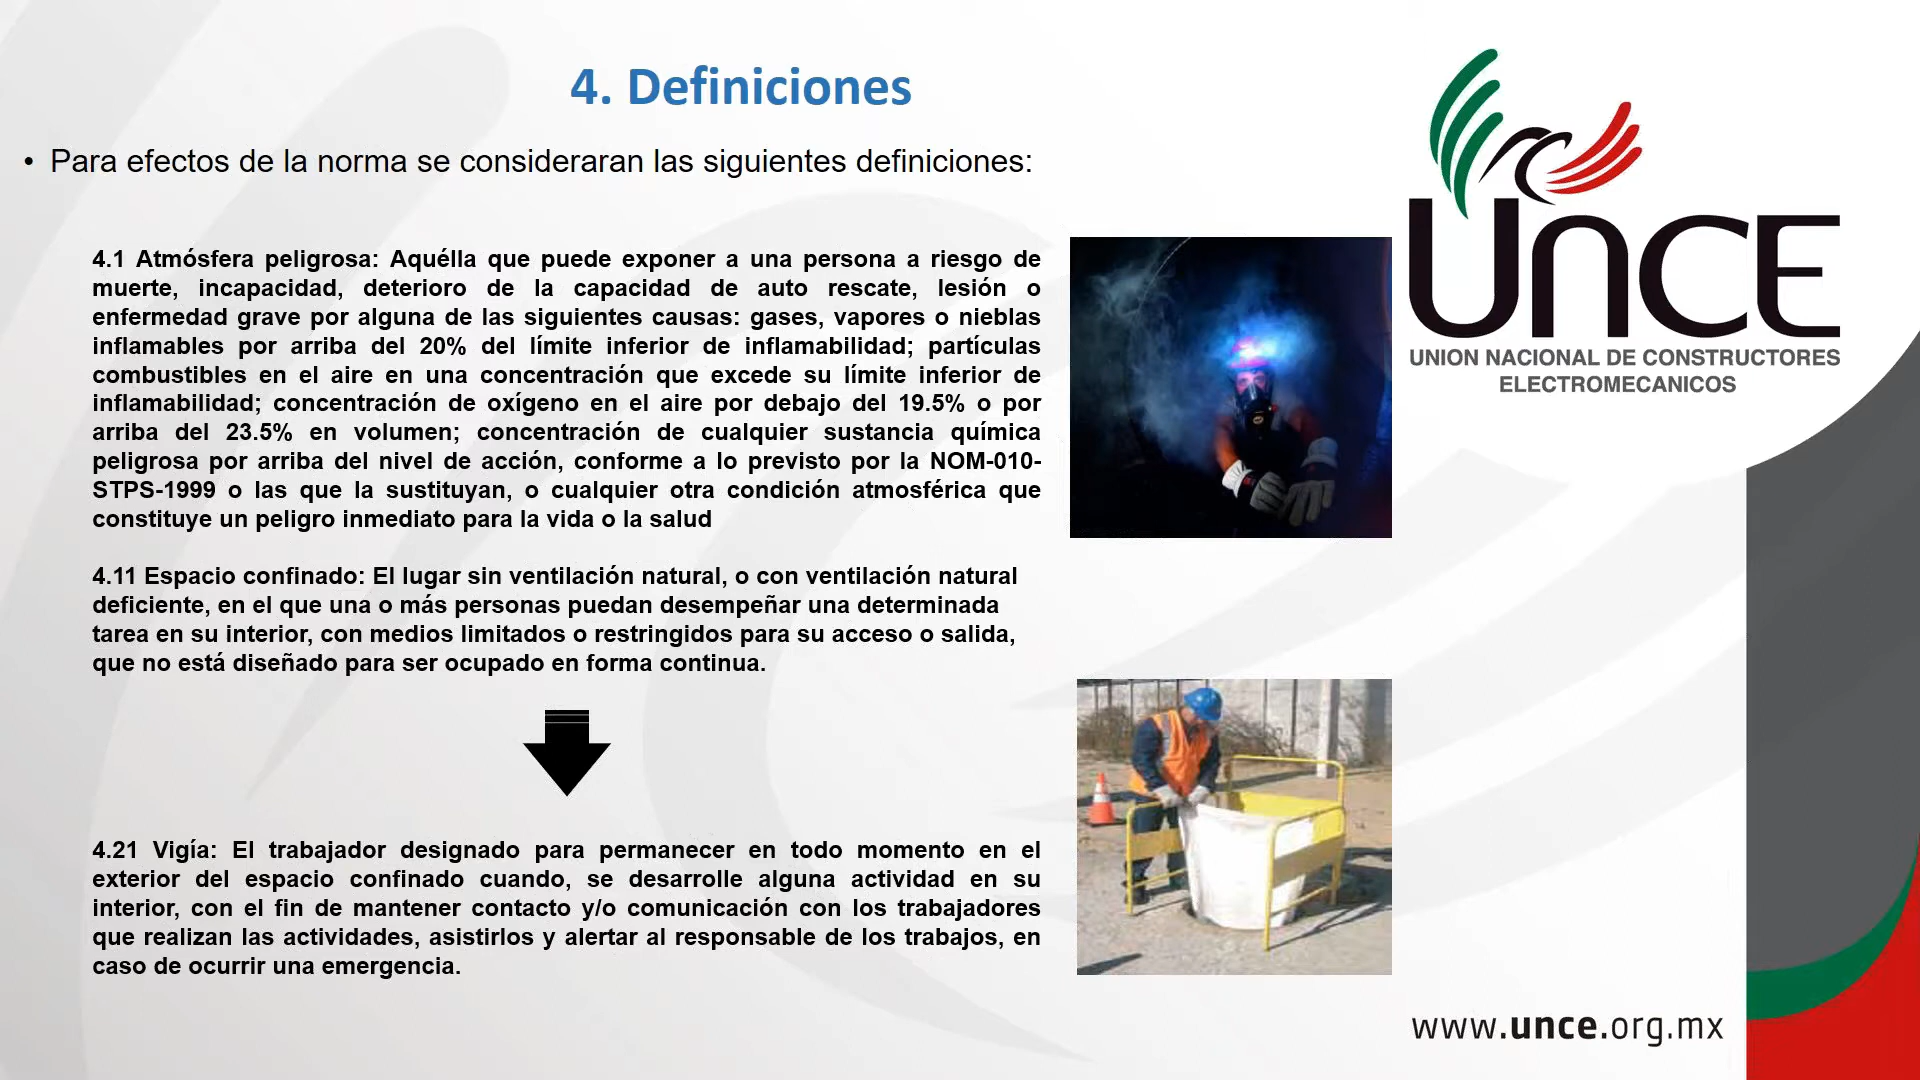 4. Definiciones
• Para efectos de la norma se consideraran las siguientes definiciones:
4.1 Atmósfera peligrosa: Aquélla que puede exponer a una persona a riesgo de
muerte, incapacidad, deterioro de la capacidad de auto rescate, lesión o
enfermedad grave por alguna de las siguientes causas: gases, vapores o nieblas
inflamables por arriba del 20% del límite inferior de inflamabilidad; partículas
combustibles en el aire en una concentración que excede su límite inferior de
inflamabilidad; concentración de oxígeno en el aire por debajo del 19.5% o por
arriba del 23.5% en volumen; concentración de cualquier sustancia química
peligrosa por arriba del nivel de acción, conforme a lo previsto por la NOM-010-
STPS-1999 o las que la sustituyan, o cualquier otra condición atmosférica que
constituye un peligro inmediato para la vida o la salud
4.11 Espacio confinado: El lugar sin ventilación natural, o con ventilación natural
deficiente, en el que una o más personas puedan desempeñar una determinada
tarea en su interior, con medios limitados o restringidos para su acceso o salida,
que no está diseñado para ser ocupado en forma continua.
4.21 Vigía: El trabajador designado para permanecer en todo momento en el
exterior del espacio confinado cuando, se desarrolle alguna actividad en su
interior, con el fin de mantener contacto y/o comunicación con los trabajadores
que realizan las actividades, asistirlos y alertar al responsable de los trabajos, en
caso de ocurrir una emergencia.
UNCE
UNION NACIONAL DE CONSTRUCTORES
ELECTROMECANICOS
www.unce.org.mx